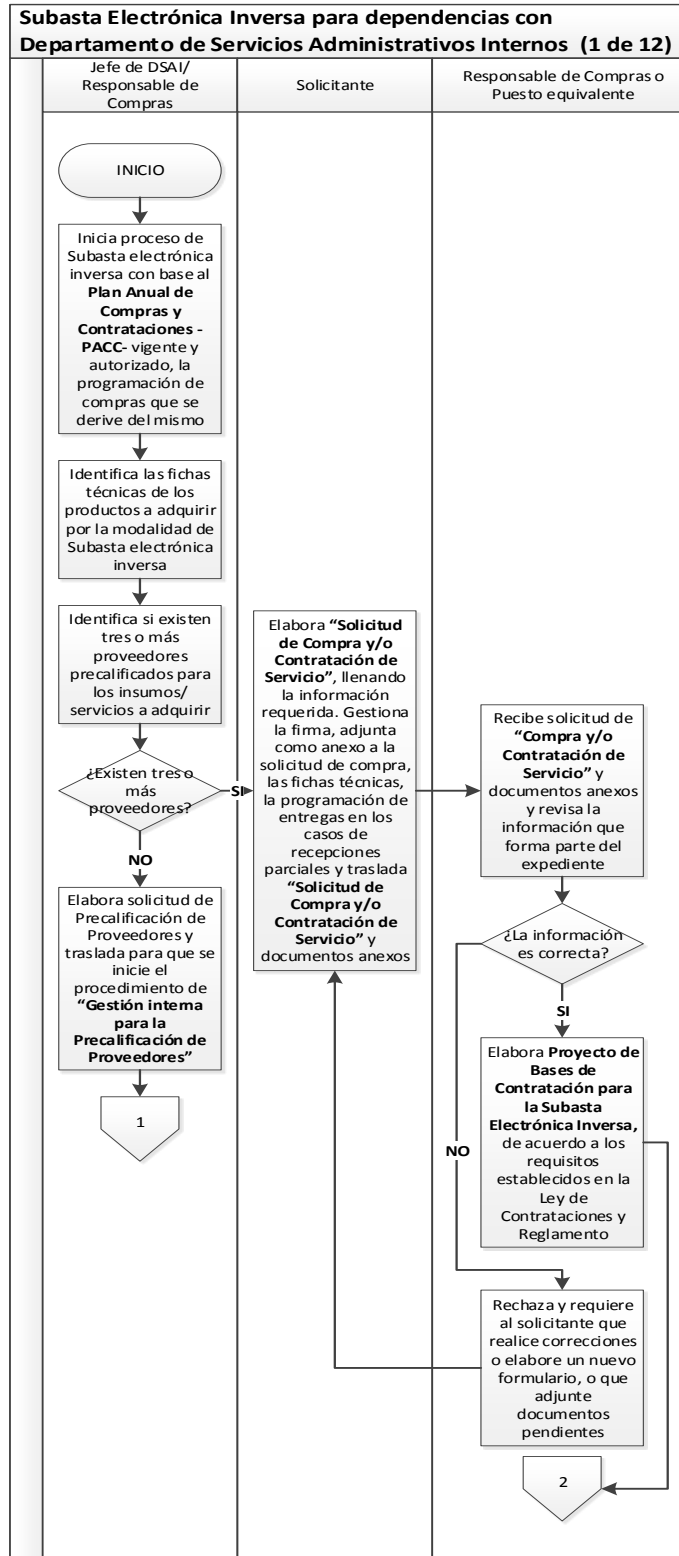 Subasta Electrónica Inversa para dependencias con
Departamento de Servicios Administrativos Internos (1 de 12)
Jefe de DSAI/
Responsable de
Compras
Solicitante
Responsable de Compras o
Puesto equivalente
INICIO
Inicia proceso de
Subasta electrónica
inversa con base al
Plan Anual de
Compras y
Contrataciones -
PACC- vigente y
autorizado, la
programación de
compras que se
derive del mismo
Identifica las fichas
técnicas de los
productos a adquirir
por la modalidad de
Subasta electrónica
inversa
Identifica si existen
tres o más
proveedores
precalificados para
los insumos/
servicios a adquirir
¿Existen tres o
más
proveedores?
SI
NO
Elabora solicitud de
Precalificación de
Proveedores y
traslada para que se
inicie el
procedimiento de
“Gestión interna
para la
Precalificación de
Proveedores”
1
Elabora “Solicitud
de Compra y/o
Contratación de
Servicio”, llenando
la información
requerida. Gestiona
la firma, adjunta
como anexo a la
solicitud de compra,
las fichas técnicas,
la programación de
entregas en los
casos de
recepciones
parciales y traslada
“Solicitud de
Compra y/o
Contratación de
Servicio” y
documentos anexos
Recibe solicitud de
“Compra y/o
Contratación de
Servicio” y
documentos anexos
y revisa la
información que
forma parte del
expediente
¿La información
es correcta?
SI
NO
Elabora Proyecto de
Bases de
Contratación para
la Subasta
Electrónica Inversa,
de acuerdo a los
requisitos
establecidos en la
Ley de
Contrataciones y
Reglamento
Rechaza y requiere
al solicitante que
realice correcciones
o elabore un nuevo
formulario, o que
adjunte
documentos
pendientes
2